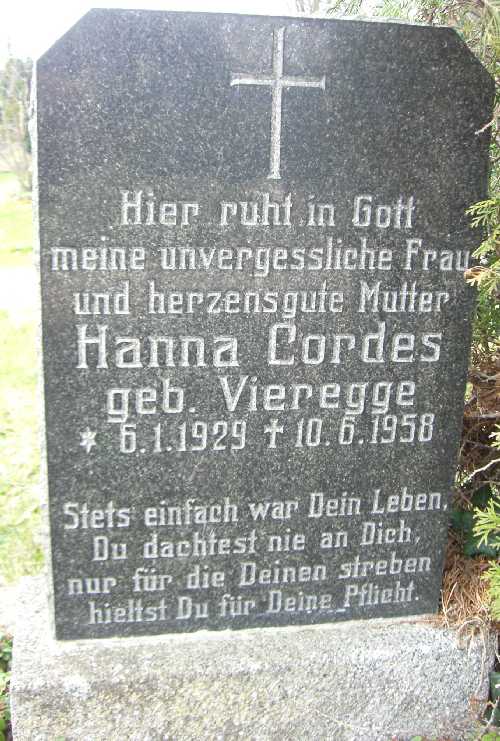 Hier ruht in Gott
meine unvergessliche Frau
und herzensgute Mutter
Hanna Cordes
geb. Vieregge
* 6.1.1929 † 10.6.1958
Stets einfach war Dein Leben,
Du dachtest nie an Dich,
nur für die Deinen streben
hieltst Du für Deine Pflicht.